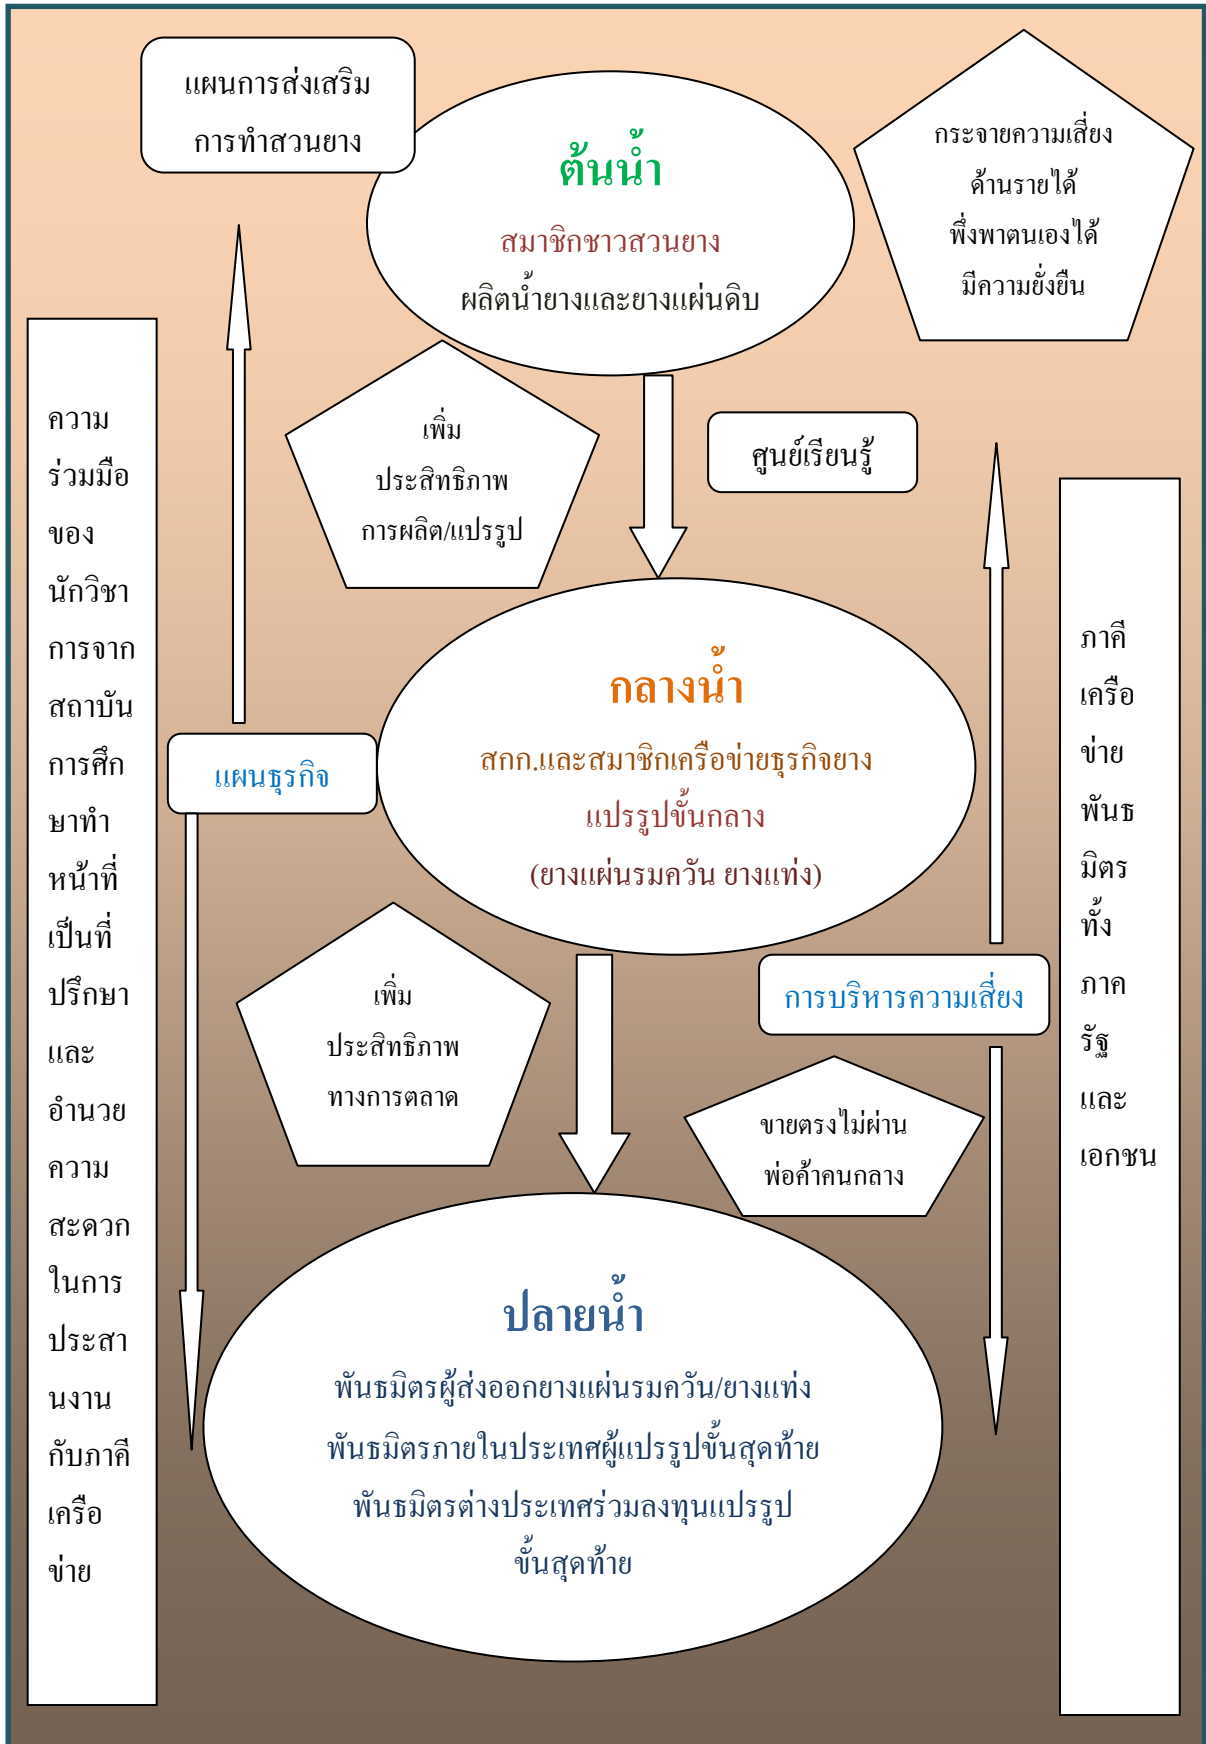 แผนการส่งเสริม
การทำสวนยาง
ต้นน้ำ
สมาชิกชาวสวนยาง
ผลิตน้ำยางและยางแผ่นดิบ
กระจายความเสี่ยง
ด้านรายได้
พึ่งพาตนเองได้
มีความยั่งยืน
เพิ่ม
ประสิทธิภาพ
การผลิต/แปรรูป
ศูนย์เรียนรู้
ความ
ร่วมมือ
ของ
นักวิชา
การจาก
สถาบัน
การศึก
ษาทำ
หน้าที่
เป็นที่
ปรึกษา
และ
อำนวย
ความ
สะดวก
ในการ
ประสา
นงาน
กับภาคี
เครือ
ข่าย
กลางน้ำ
สกก.และสมาชิกเครือข่ายธุรกิจยาง
แปรรูปขั้นกลาง
(ยางแผ่นรมควัน ยางแท่ง)
แผนธุรกิจ
ภาคี
เครือ
ข่าย
พันธ
มิตร
ทั้ง
ภาค
รัฐ
และ
เอกชน
เพิ่ม
ประสิทธิภาพ
ทางการตลาด
การบริหารความเสี่ยง
ขายตรงไม่ผ่าน
พ่อค้าคนกลาง
ปลายน้ำ
พันธมิตรผู้ส่งออกยางแผ่นรมควัน/ยางแท่ง
พันธมิตรภายในประเทศผู้แปรรูปขั้นสุดท้าย
พันธมิตรต่างประเทศร่วมลงทุนแปรรูป
ขั้นสุดท้าย